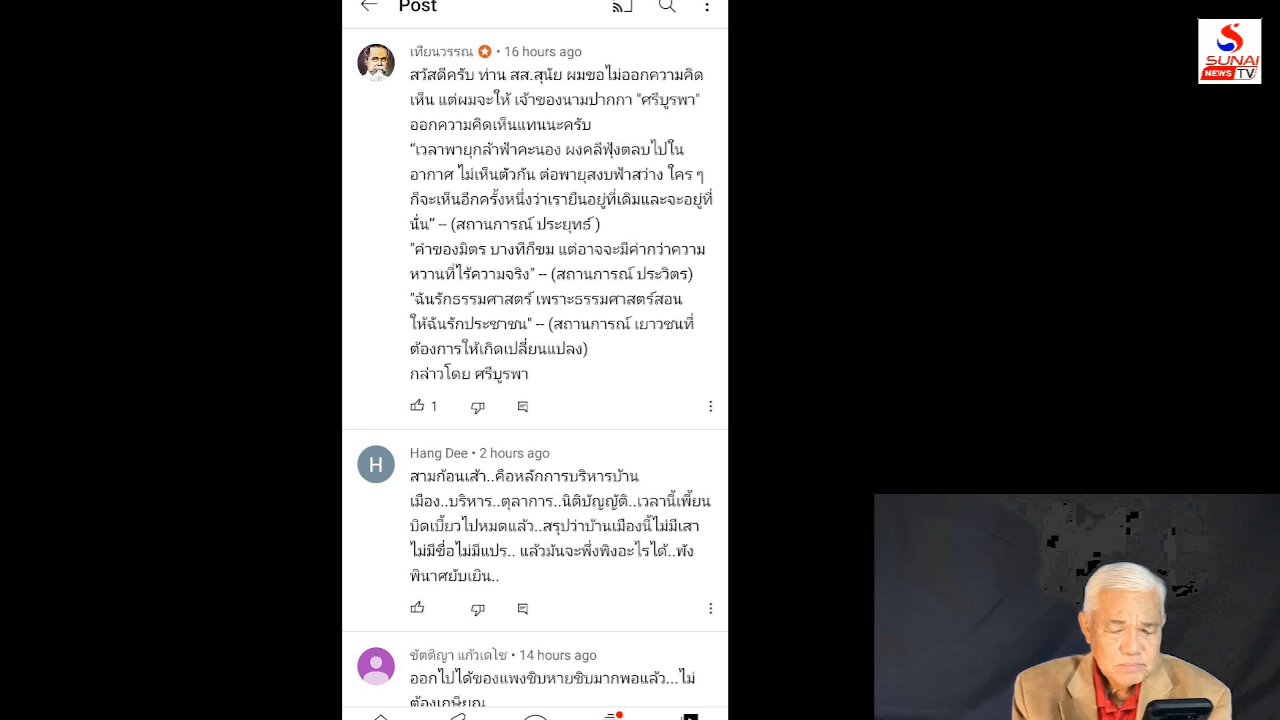 Post
SUNAI
NEWS TV
เทียนวรรณ • 16 hours ago
สวัสดีครับ ท่าน สส.สุนัย ผมขอไม่ออกความคิด
เห็น แต่ผมจะให้ เจ้าของนามปากกา "ศรีบูรพา"
ออกความคิดเห็นแทนนะครับ
“เวลาพายุกล้าฟ้าคะนอง ผงคลีฟุ้งตลบไปใน
อากาศ ไม่เห็นตัวกัน ต่อพายุสงบฟ้าสว่าง ใคร ๆ
ก็จะเห็นอีกครั้งหนึ่งว่าเรายืนอยู่ที่เดิมและจะอยู่ที่
นั่น” -- (สถานการณ์ ประยุทธ์ )
"คำของมิตร บางทีก็ขม แต่อาจจะมีค่ากว่าความ
หวานที่ไร้ความจริง" -- (สถานการณ์ ประวิตร)
"ฉันรักธรรมศาสตร์ เพราะธรรมศาสตร์สอน
ให้ฉันรักประชาชน" -- (สถานการณ์ เยาวชนที่
ต้องการให้เกิดเปลี่ยนแปลง)
กล่าวโดย ศรีบูรพา
1
H
Hang Dee • 2 hours ago
สามก้อนเส้า..คือหลักการบริหารบ้าน
เมือง..บริหาร..ตุลาการ..นิติบัญญัติ..เวลานี้เพี้ยน
บิดเบี้ยวไปหมดแล้ว..สรุปว่าบ้านเมืองนี้ไม่มีเสา
ไม่มีขื่อไม่มีแปร.. แล้วมันจะพึ่งพิงอะไรได้..พัง
พินาศยับเยิน..
ขัตติญา แก้วเดโช • 14 hours ago
ออกไปได้ของแพงชิบหายชิบมากพอแล้ว...ไม่
ต้องเกษียณ